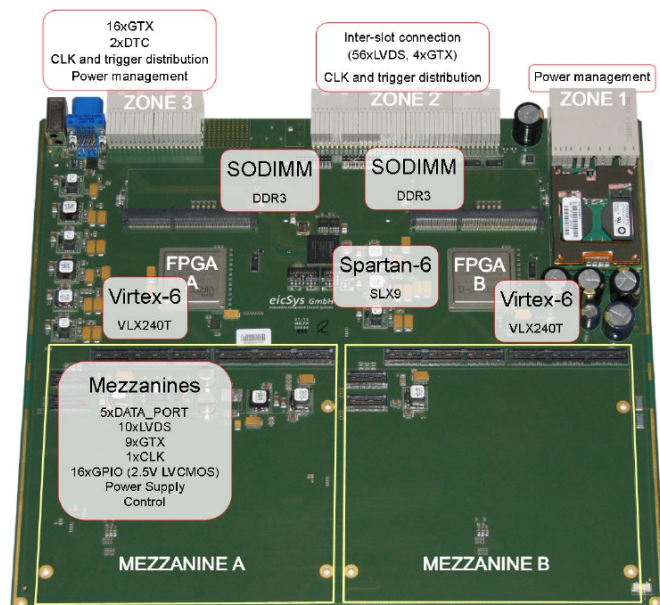 16xGTX
2xDTC
CLK and trigger distribution
Power management
Inter-slot connection
(56xLVDS, 4xGTX)
CLK and trigger distribution
Power management
ZONE 3
ZONE 2
ZONE 1
SODIMM
DDR3
SODIMM
DDR3
FPGA
A
Spartan-6
SLX9
FPGA
B
Virtex-6
VLX240T
eicSys GmbH
Virtex-6
VLX240T
Mezzanines
5xDATA_PORT
10xLVDS
9xGTX
1xCLK
16xGPIO (2.5V LVCMOS)
Power Supply
Control
MEZZANINE A
MEZZANINE B